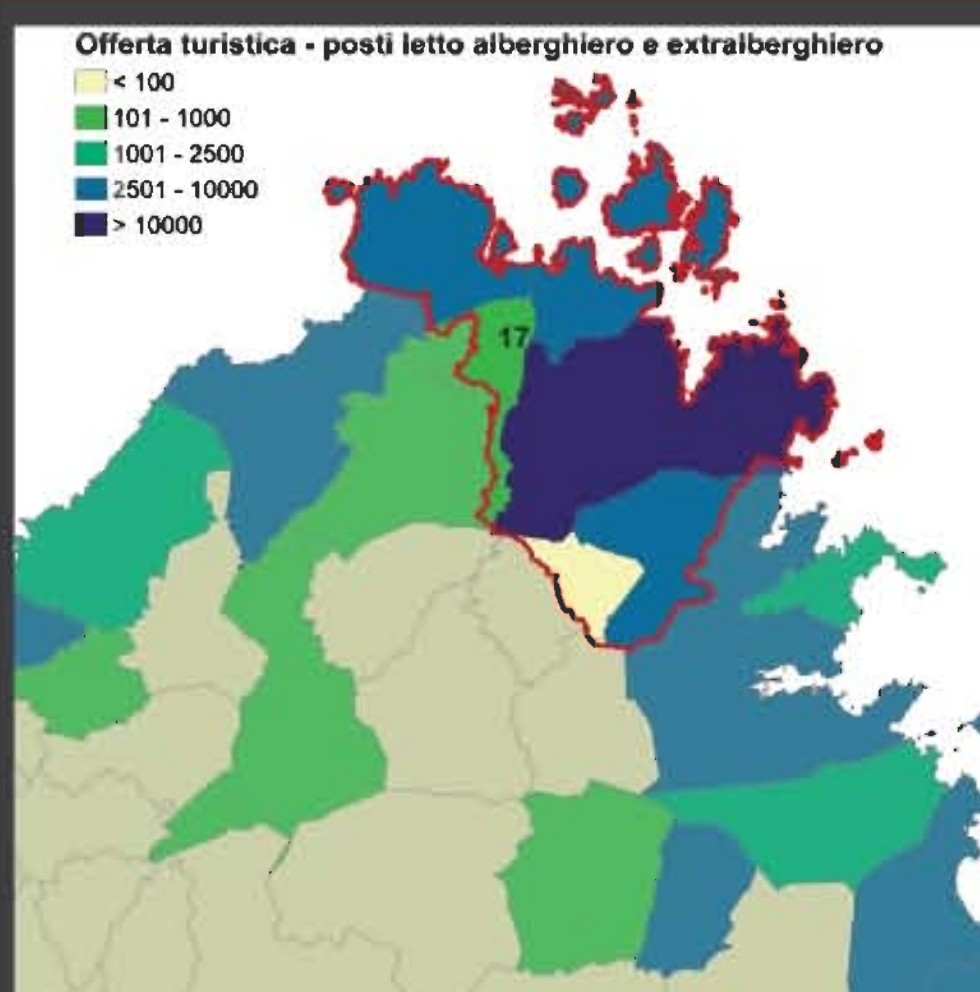 Offerta turistica - posti letto alberghiero e extralberghiero
< 100
101 - 1000
1001 - 2500
2501 - 10000
> 10000
17